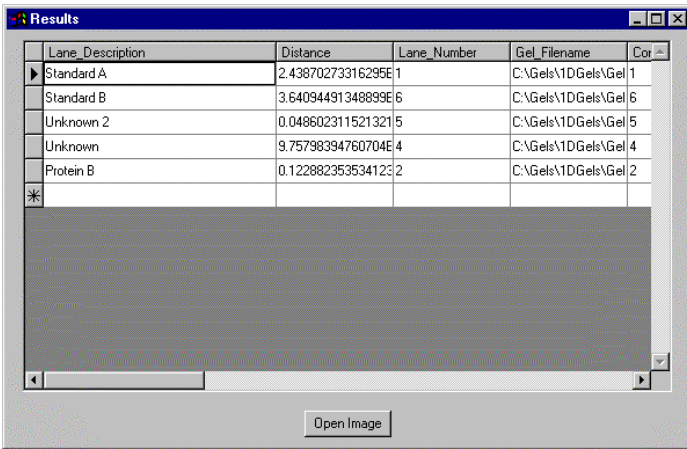 Results
Lane_Description Distance Lane_Number Gel_Filename Cor
Standard A 2.43870273316295E 1 C:\Gels\1DGels\Gel 1
Standard B 3.64094491348899E 6 C:\Gels\1DGels\Gel 6
Unknown 2 0.0486023115213215 5 C:\Gels\1DGels\Gel 5
Unknown 9.75798394760704E 4 C:\Gels\1DGels\Gel 4
Protein B 0.122882353534123 2 C:\Gels\1DGels\Gel 2
Open Image